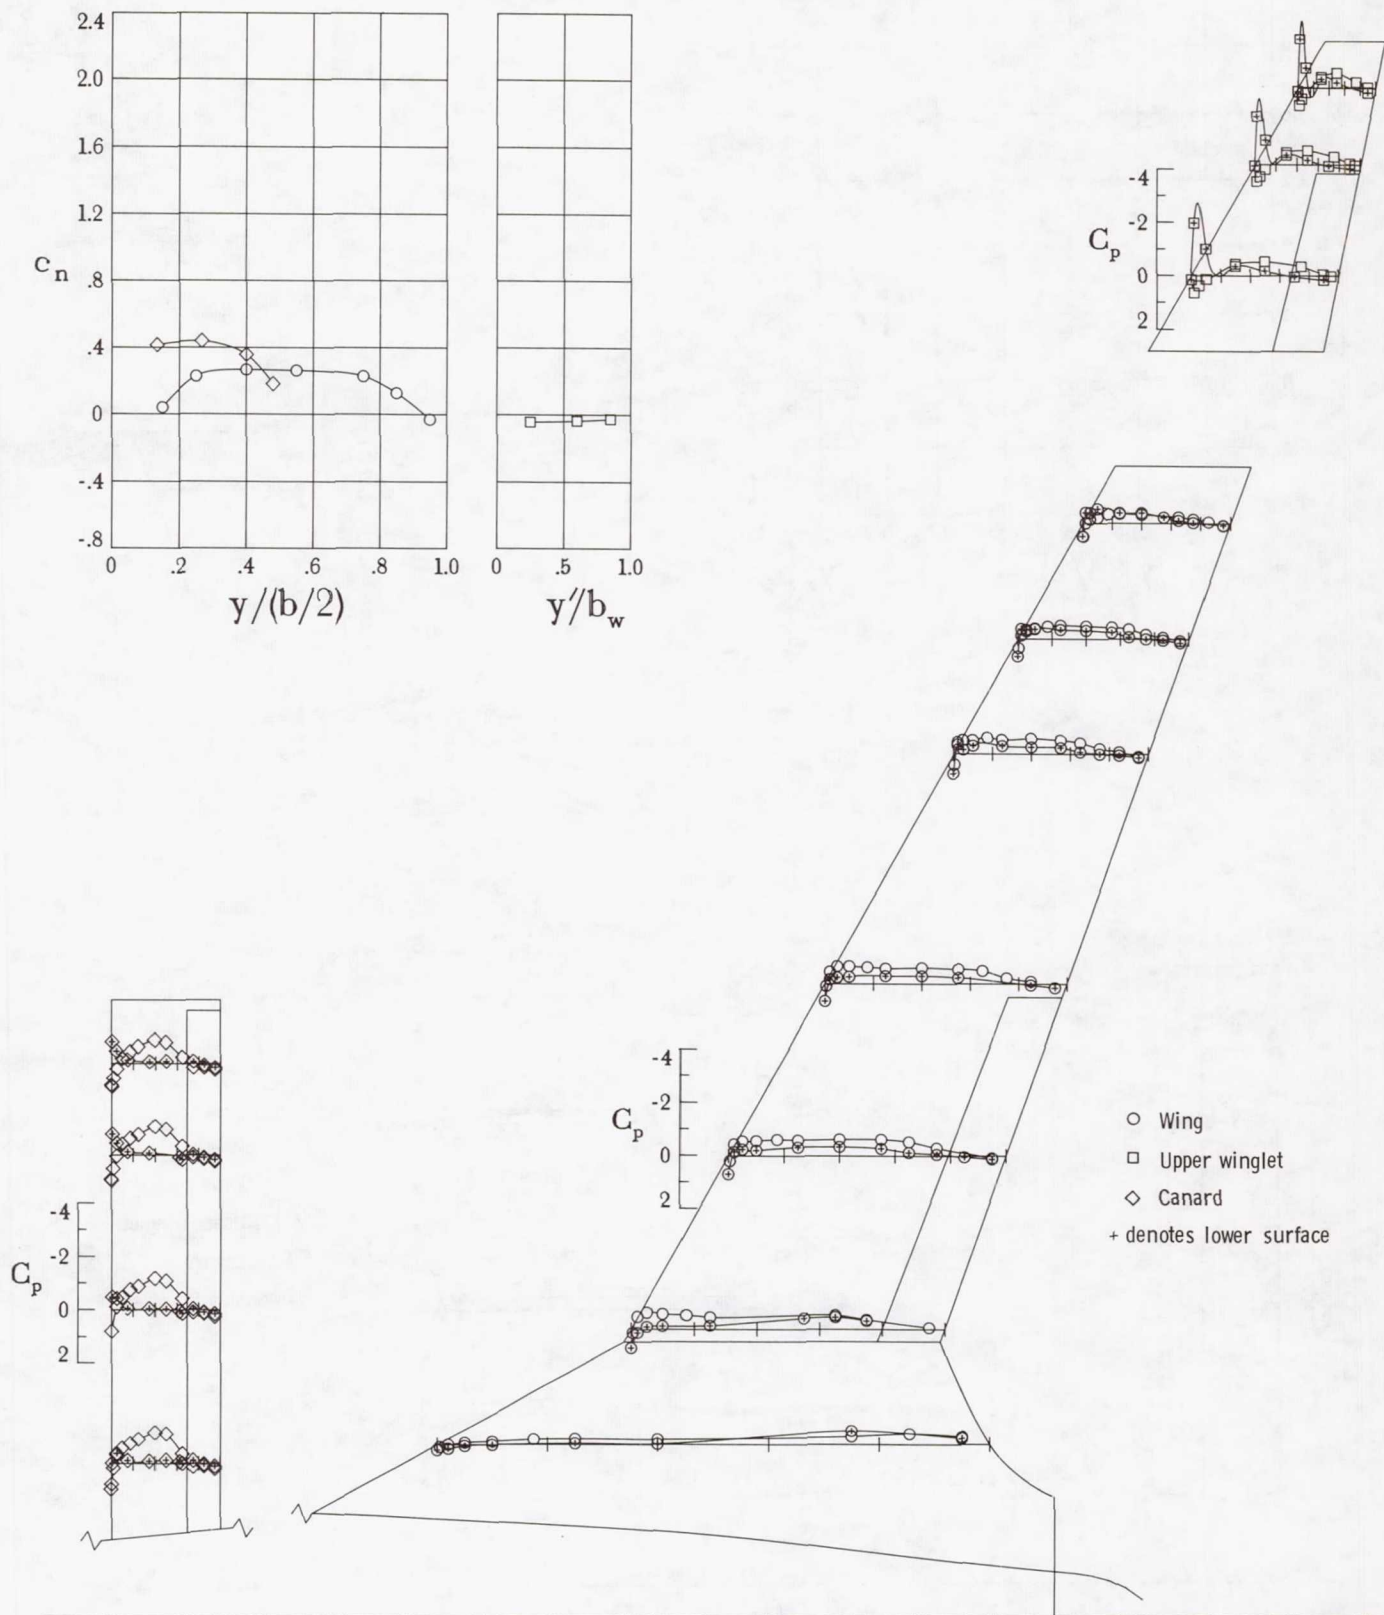 2.4
2.0
1.6
1.2
.8
.4
0
-.4
-.8
c_n
0 .2 .4 .6 .8 1.0
y/(b/2)
0 .5 1.0
y'/b_w
-4
-2
0
2
C_p
-4
-2
0
2
C_p
○ Wing
□ Upper winglet
◇ Canard
+ denotes lower surface
-4
-2
0
2
C_p